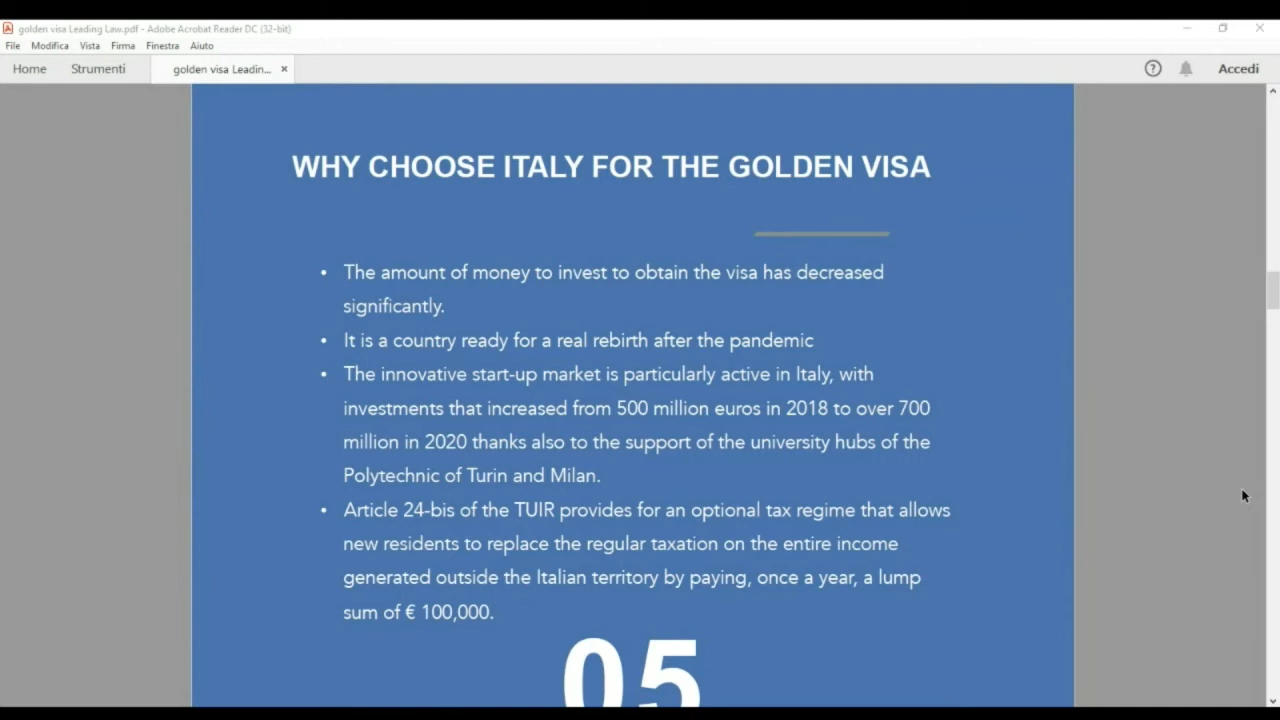 golden visa Leading Law.pdf - Adobe Acrobat Reader DC (32-bit)
File Modifica Vista Firma Finestra Aiuto
Home Strumenti golden visa Leadin... × ? Accedi
WHY CHOOSE ITALY FOR THE GOLDEN VISA
• The amount of money to invest to obtain the visa has decreased
significantly.
• It is a country ready for a real rebirth after the pandemic
• The innovative start-up market is particularly active in Italy, with
investments that increased from 500 million euros in 2018 to over 700
million in 2020 thanks also to the support of the university hubs of the
Polytechnic of Turin and Milan.
• Article 24-bis of the TUIR provides for an optional tax regime that allows
new residents to replace the regular taxation on the entire income
generated outside the Italian territory by paying, once a year, a lump
sum of € 100,000.
05